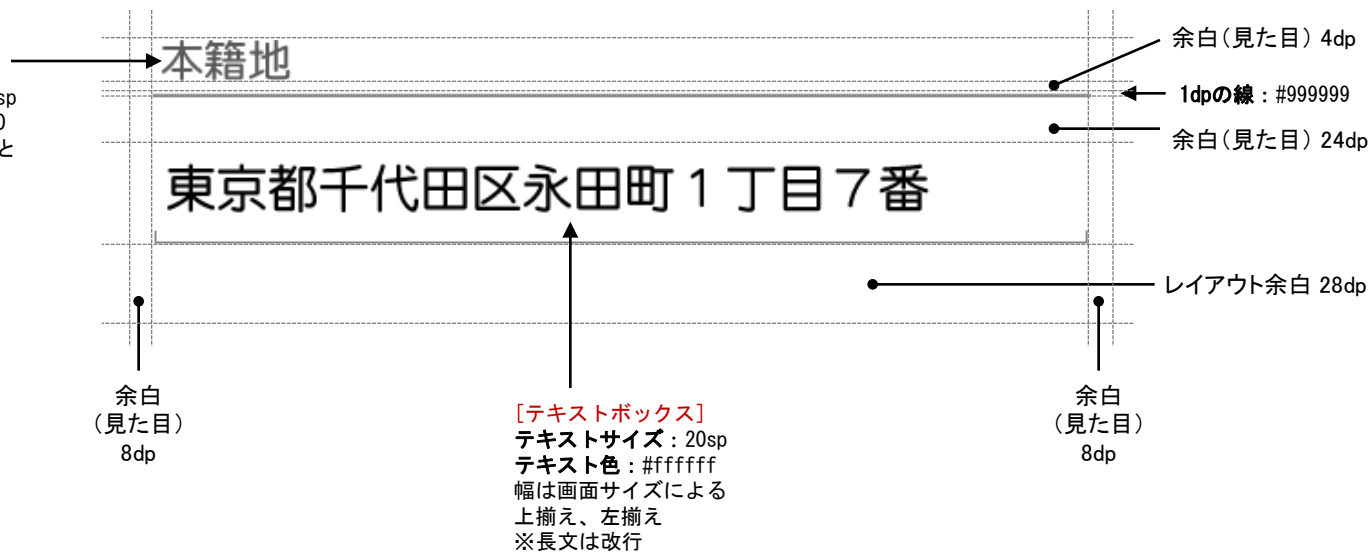 本籍地
余白(見た目) 4dp
sp
1dpの線：#999999
0
と
余白(見た目) 24dp
東京都千代田区永田町１丁目７番
レイアウト余白 28dp
余白
(見た目)
8dp
[テキストボックス]
テキストサイズ：20sp
テキスト色：#ffffff
幅は画面サイズによる
上揃え、左揃え
※長文は改行
余白
(見た目)
8dp